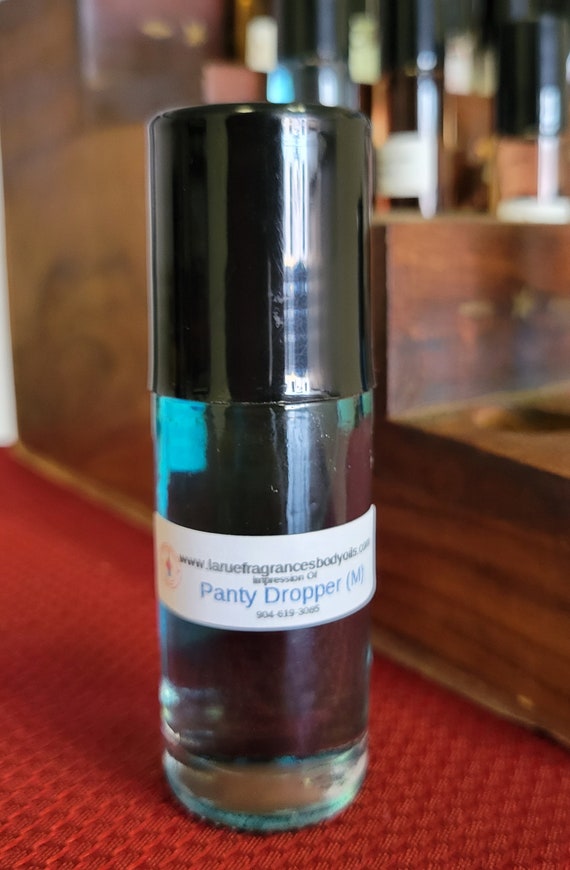 www.laruefragrancesbodyoils.com
Impression Of
Panty Dropper (M)
904-619-3085